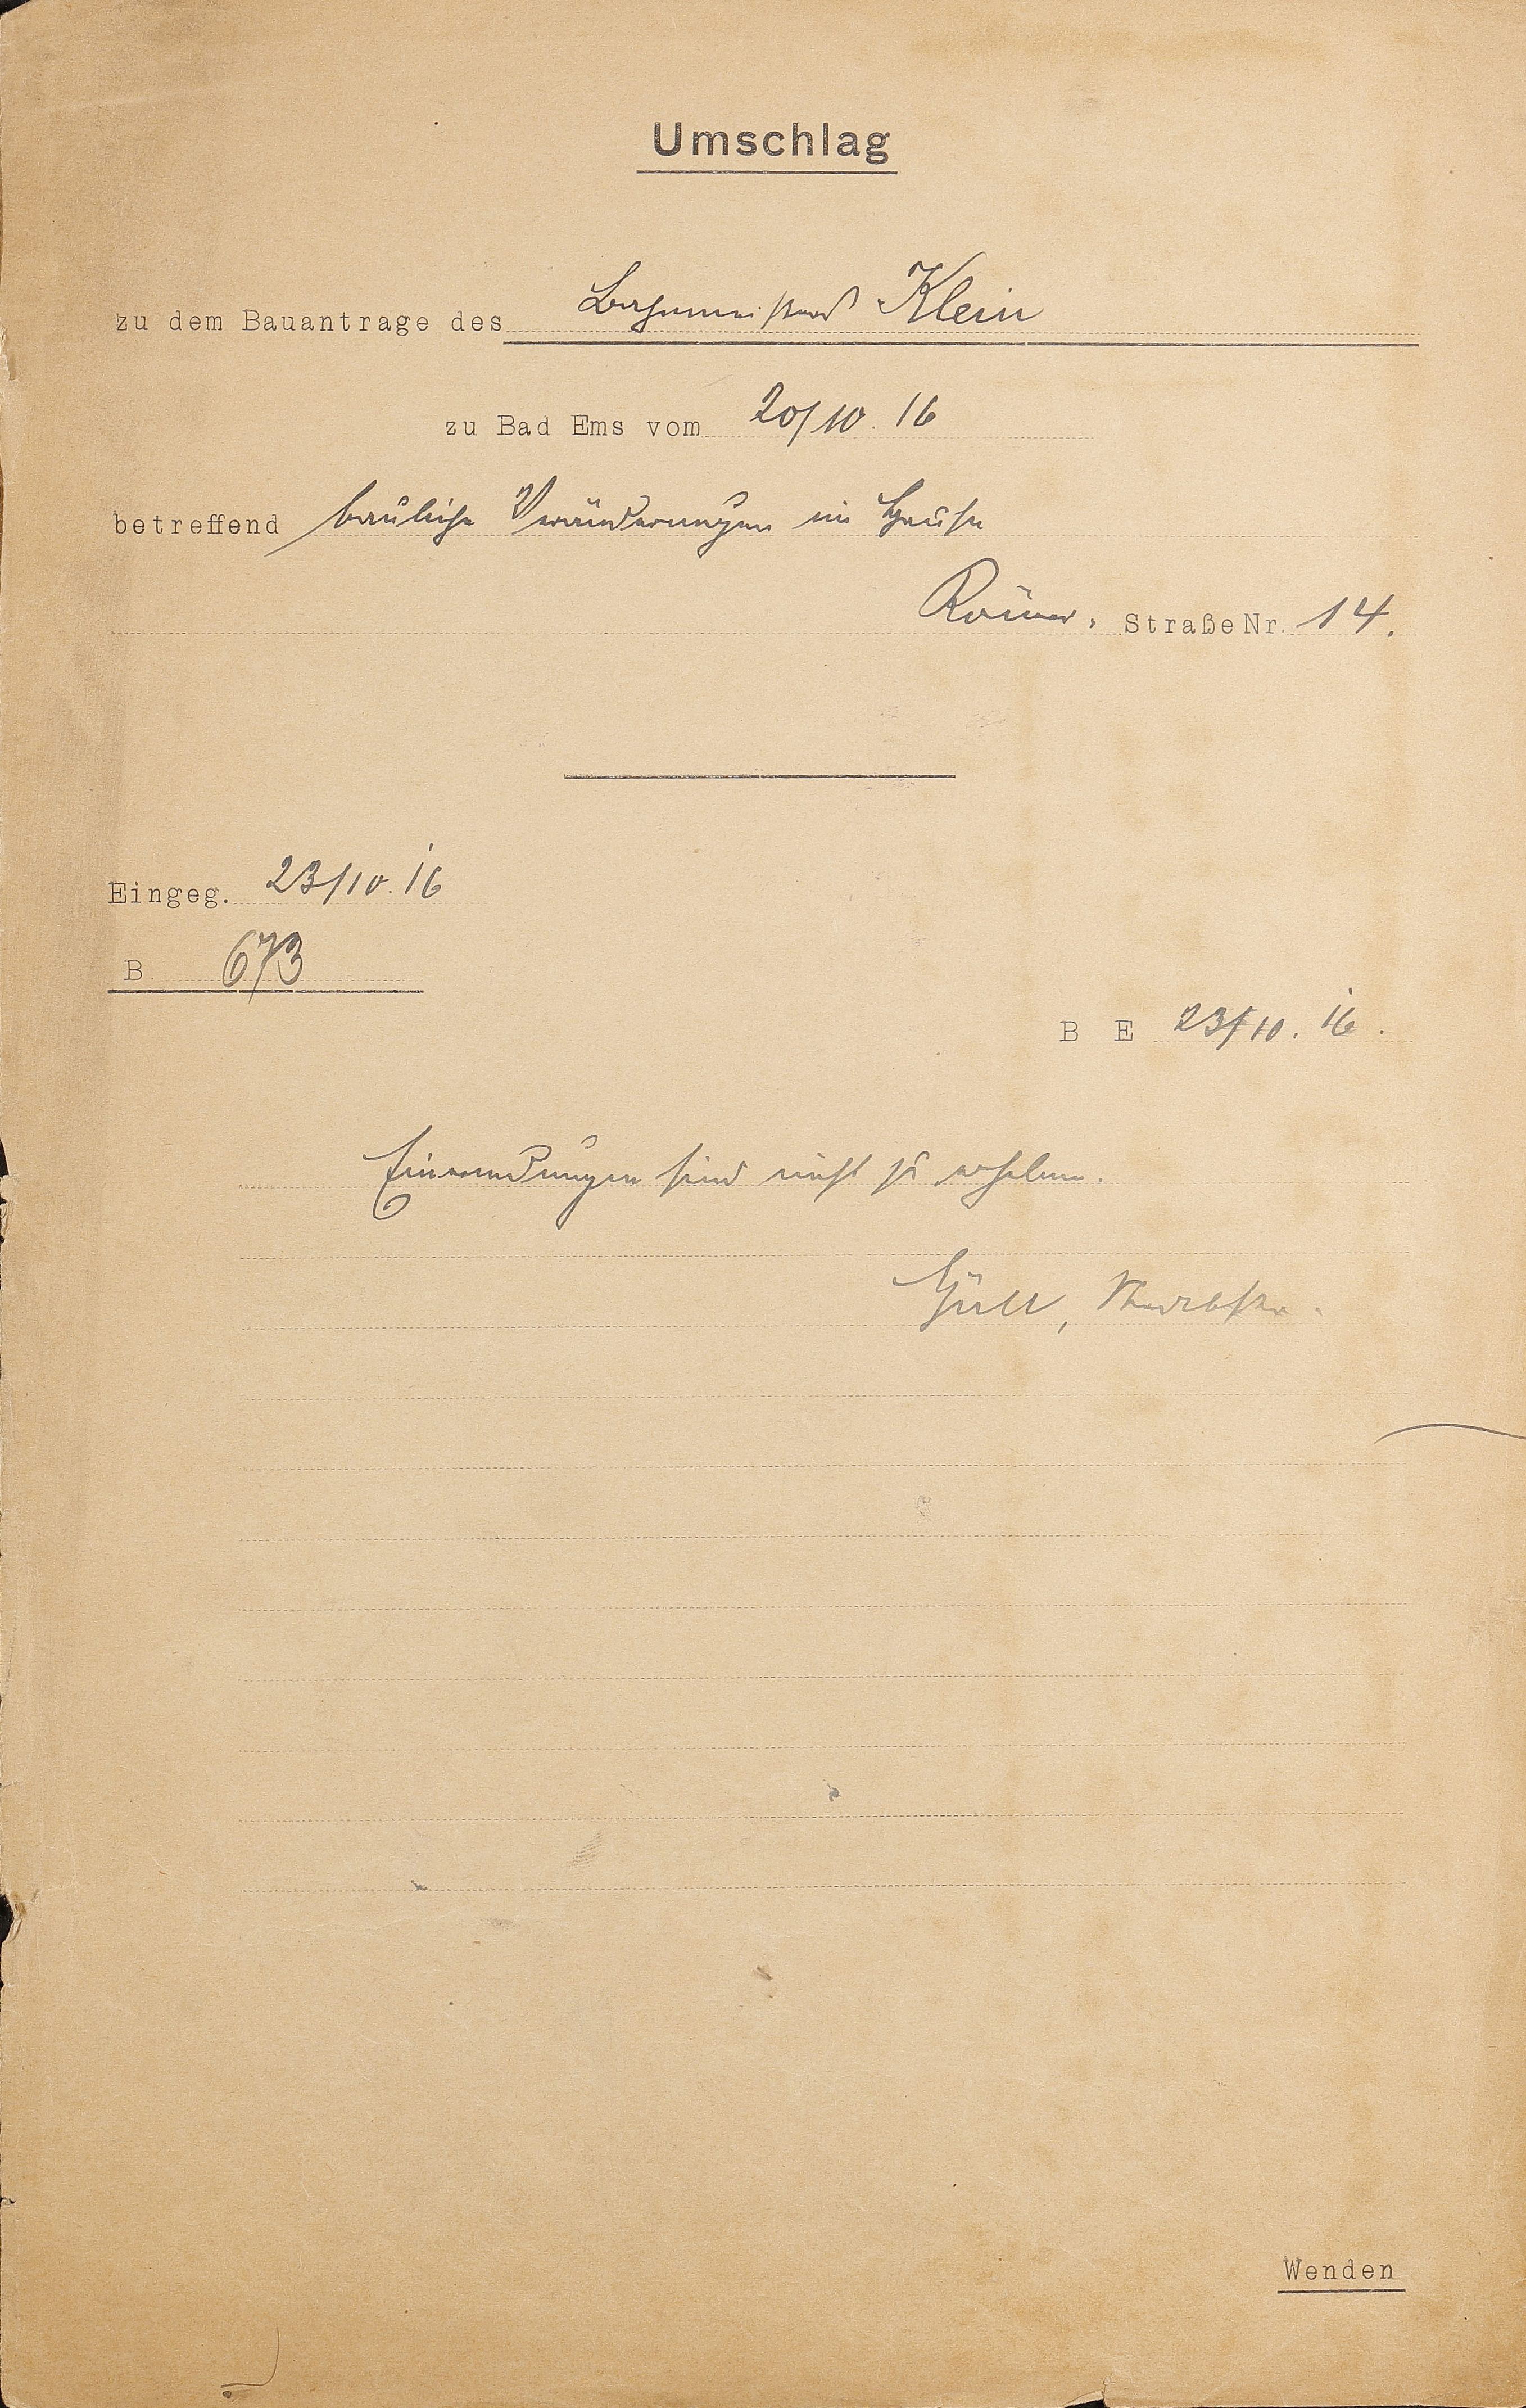 Umschlag
zu dem Bauantrage des Klein
zu Bad Ems vom 20/10. 16
betreffend bauliche Veränderungen im Hause
Römer, Straße Nr. 14.
Eingeg. 23/10. 16
B 673
B E 23/10. 16.
Einwendungen sind nicht zu erheben.
Wenden